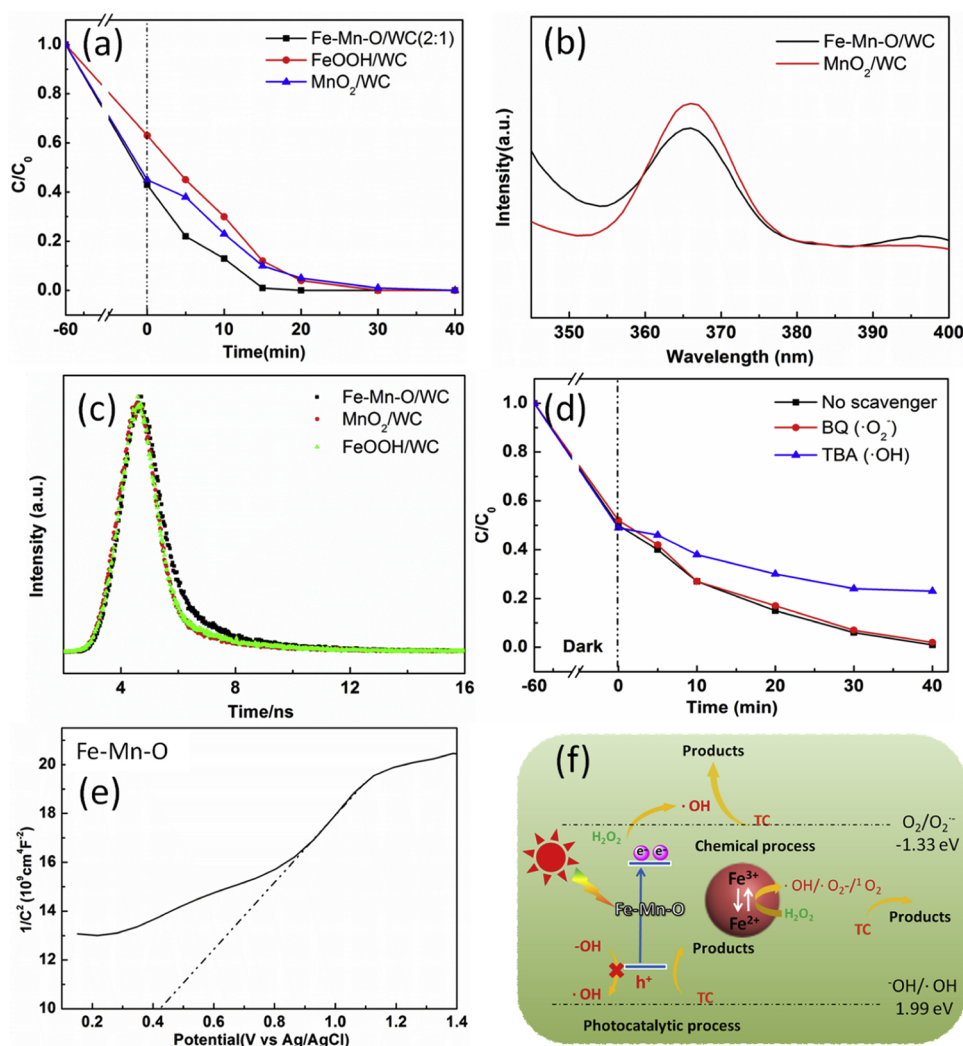 (a)
Fe-Mn-O/WC(2:1)
FeOOH/WC
MnO₂/WC
C/C₀
1.0
0.8
0.6
0.4
0.2
0.0
-60 0 10 20 30 40
Time(min)
(b)
Fe-Mn-O/WC
MnO₂/WC
Intensity(a.u.)
350 360 370 380 390 400
Wavelength (nm)
(c)
Fe-Mn-O/WC
MnO₂/WC
FeOOH/WC
Intensity (a.u.)
4 8 12 16
Time/ns
(d)
No scavenger
BQ (·O₂⁻)
TBA (·OH)
C/C₀
1.0
0.8
0.6
0.4
0.2
0.0
Dark
-60 0 10 20 30 40
Time (min)
Fe-Mn-O
(e)
1/C² (10⁹cm⁴F⁻²)
20
18
16
14
12
10
0.2 0.4 0.6 0.8 1.0 1.2 1.4
Potential(V vs Ag/AgCl)
(f)
Products
· OH
H₂O₂
TC
O₂/O₂·⁻
-1.33 eV
Chemical process
e⁻ e⁻
Fe-Mn-O
Fe³⁺
Fe²⁺
· OH/· O₂-/¹ O₂
H₂O₂
TC
Products
-OH
Products
h⁺
· OH
TC
⁻OH/· OH
1.99 eV
Photocatalytic process